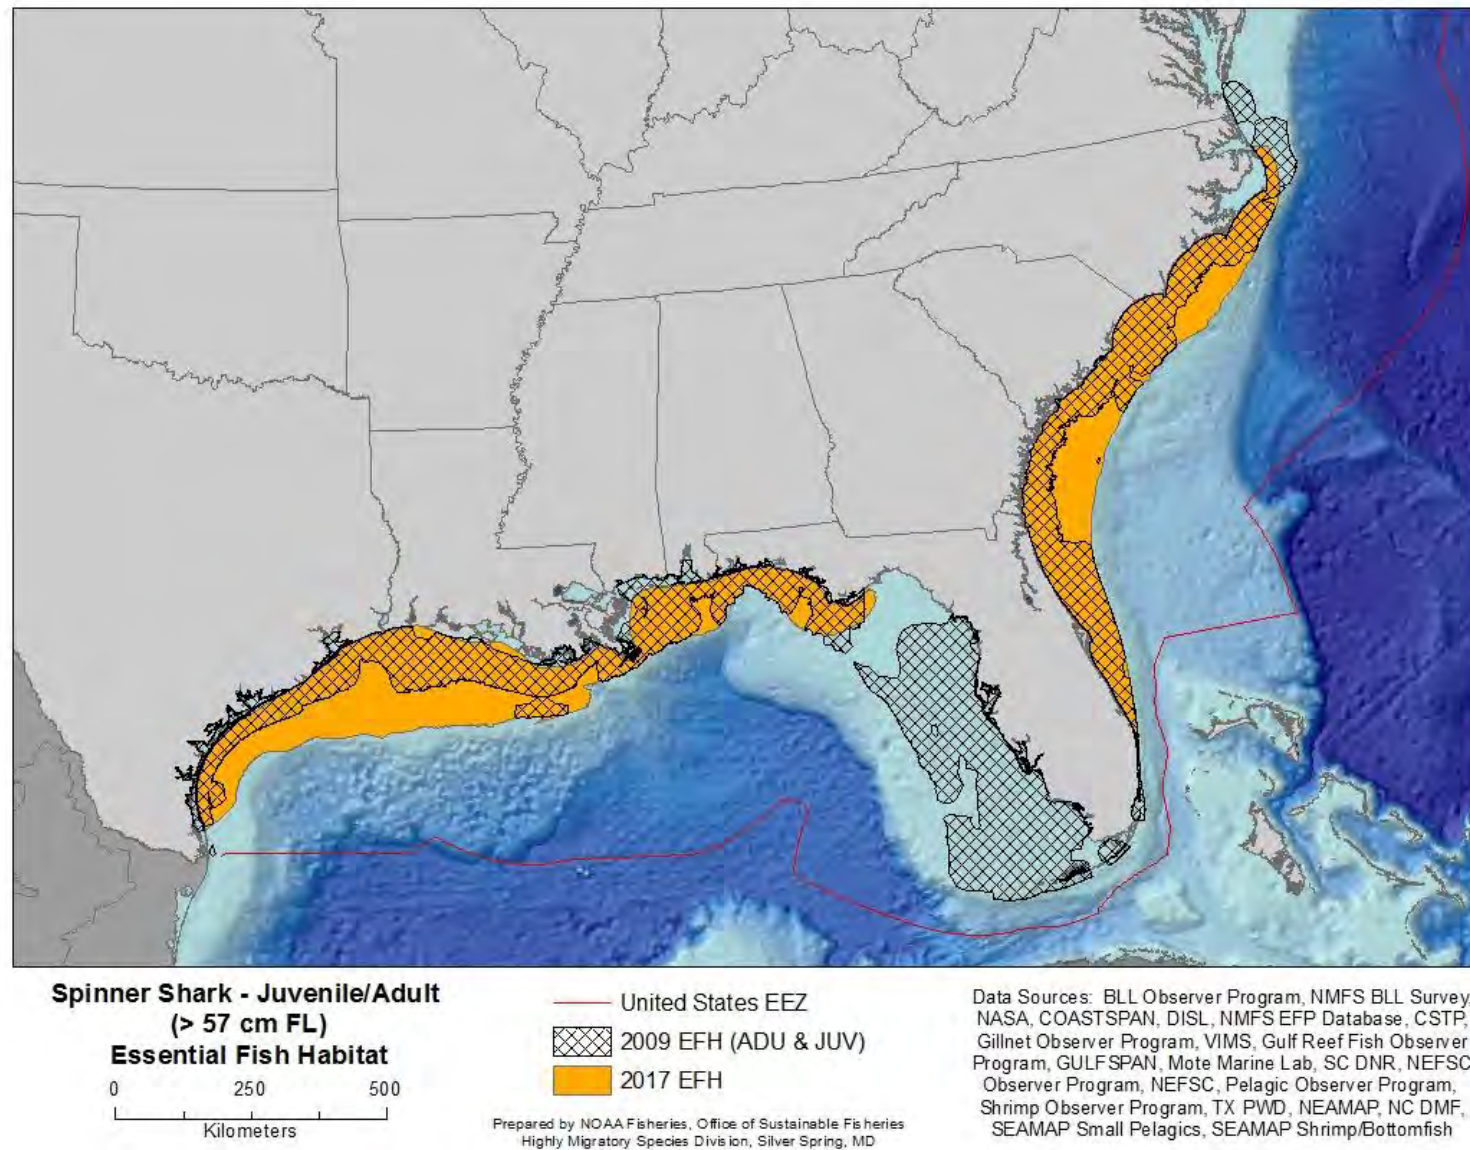 Spinner Shark - Juvenile/Adult
(> 57 cm FL)
Essential Fish Habitat
0 250 500
Kilometers
United States EEZ
2009 EFH (ADU & JUV)
2017 EFH
Prepared by NOAA Fisheries, Office of Sustainable Fisheries
Highly Migratory Species Division, Silver Spring, MD
Data Sources: BLL Observer Program, NMFS BLL Survey,
NASA, COASTSPAN, DISL, NMFS EFP Database, CSTP,
Gillnet Observer Program, VIMS, Gulf Reef Fish Observer
Program, GULFSPAN, Mote Marine Lab, SC DNR, NEFSC
Observer Program, NEFSC, Pelagic Observer Program,
Shrimp Observer Program, TX PWD, NEAMAP, NC DMF,
SEAMAP Small Pelagics, SEAMAP Shrimp/Bottomfish